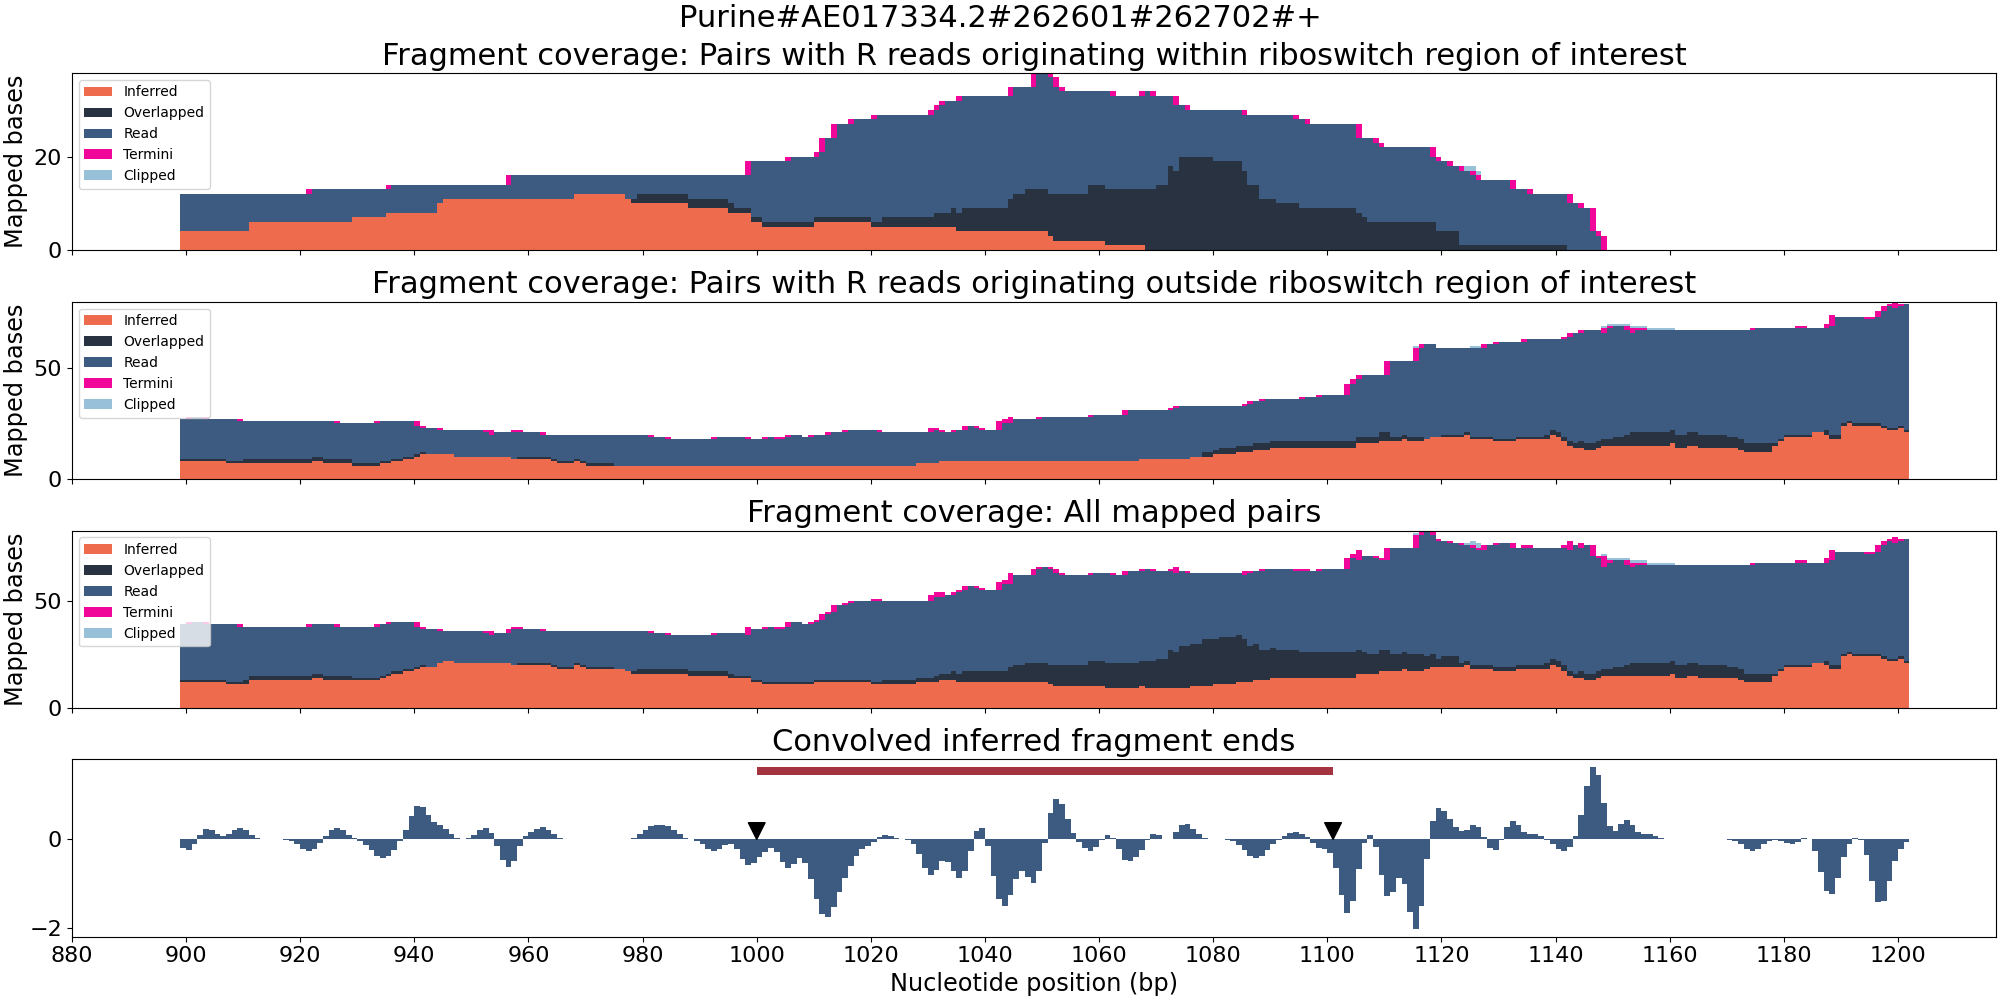 Purine#AE017334.2#262601#262702#+
Fragment coverage: Pairs with R reads originating within riboswitch region of interest
Mapped bases
20
0
Inferred
Overlapped
Read
Termini
Clipped
Fragment coverage: Pairs with R reads originating outside riboswitch region of interest
Mapped bases
50
0
Inferred
Overlapped
Read
Termini
Clipped
Fragment coverage: All mapped pairs
Mapped bases
50
0
Inferred
Overlapped
Read
Termini
Clipped
Convolved inferred fragment ends
0
−2
880 900 920 940 960 980 1000 1020 1040 1060 1080 1100 1120 1140 1160 1180 1200
Nucleotide position (bp)